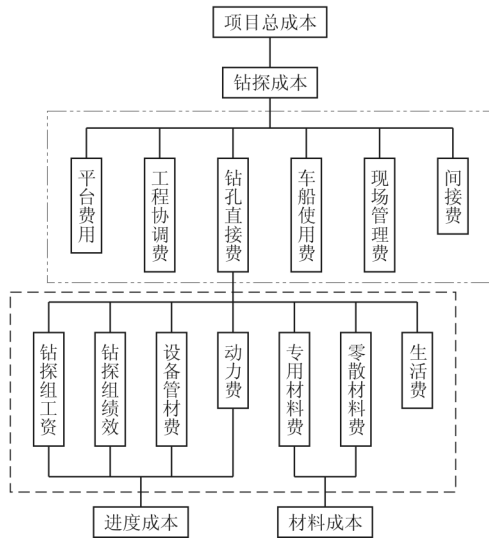 项目总成本
钻探成本
平台费用
工程协调费
钻孔直接费
车船使用费
现场管理费
间接费
钻探组工资
钻探组绩效
设备管材费
动力费
专用材料费
零散材料费
生活费
进度成本
材料成本